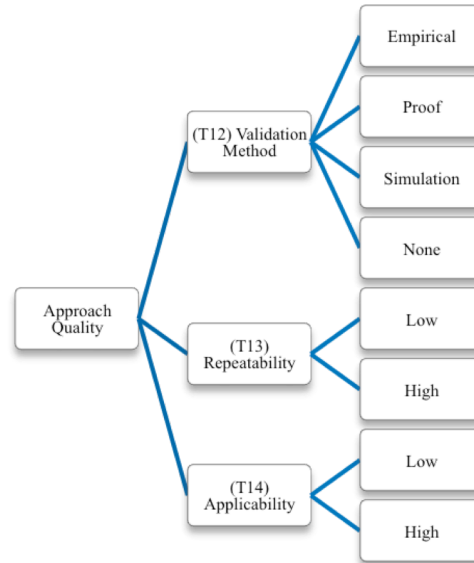 Approach
Quality
(T12) Validation
Method
Empirical
Proof
Simulation
None
(T13)
Repeatability
Low
High
(T14)
Applicability
Low
High